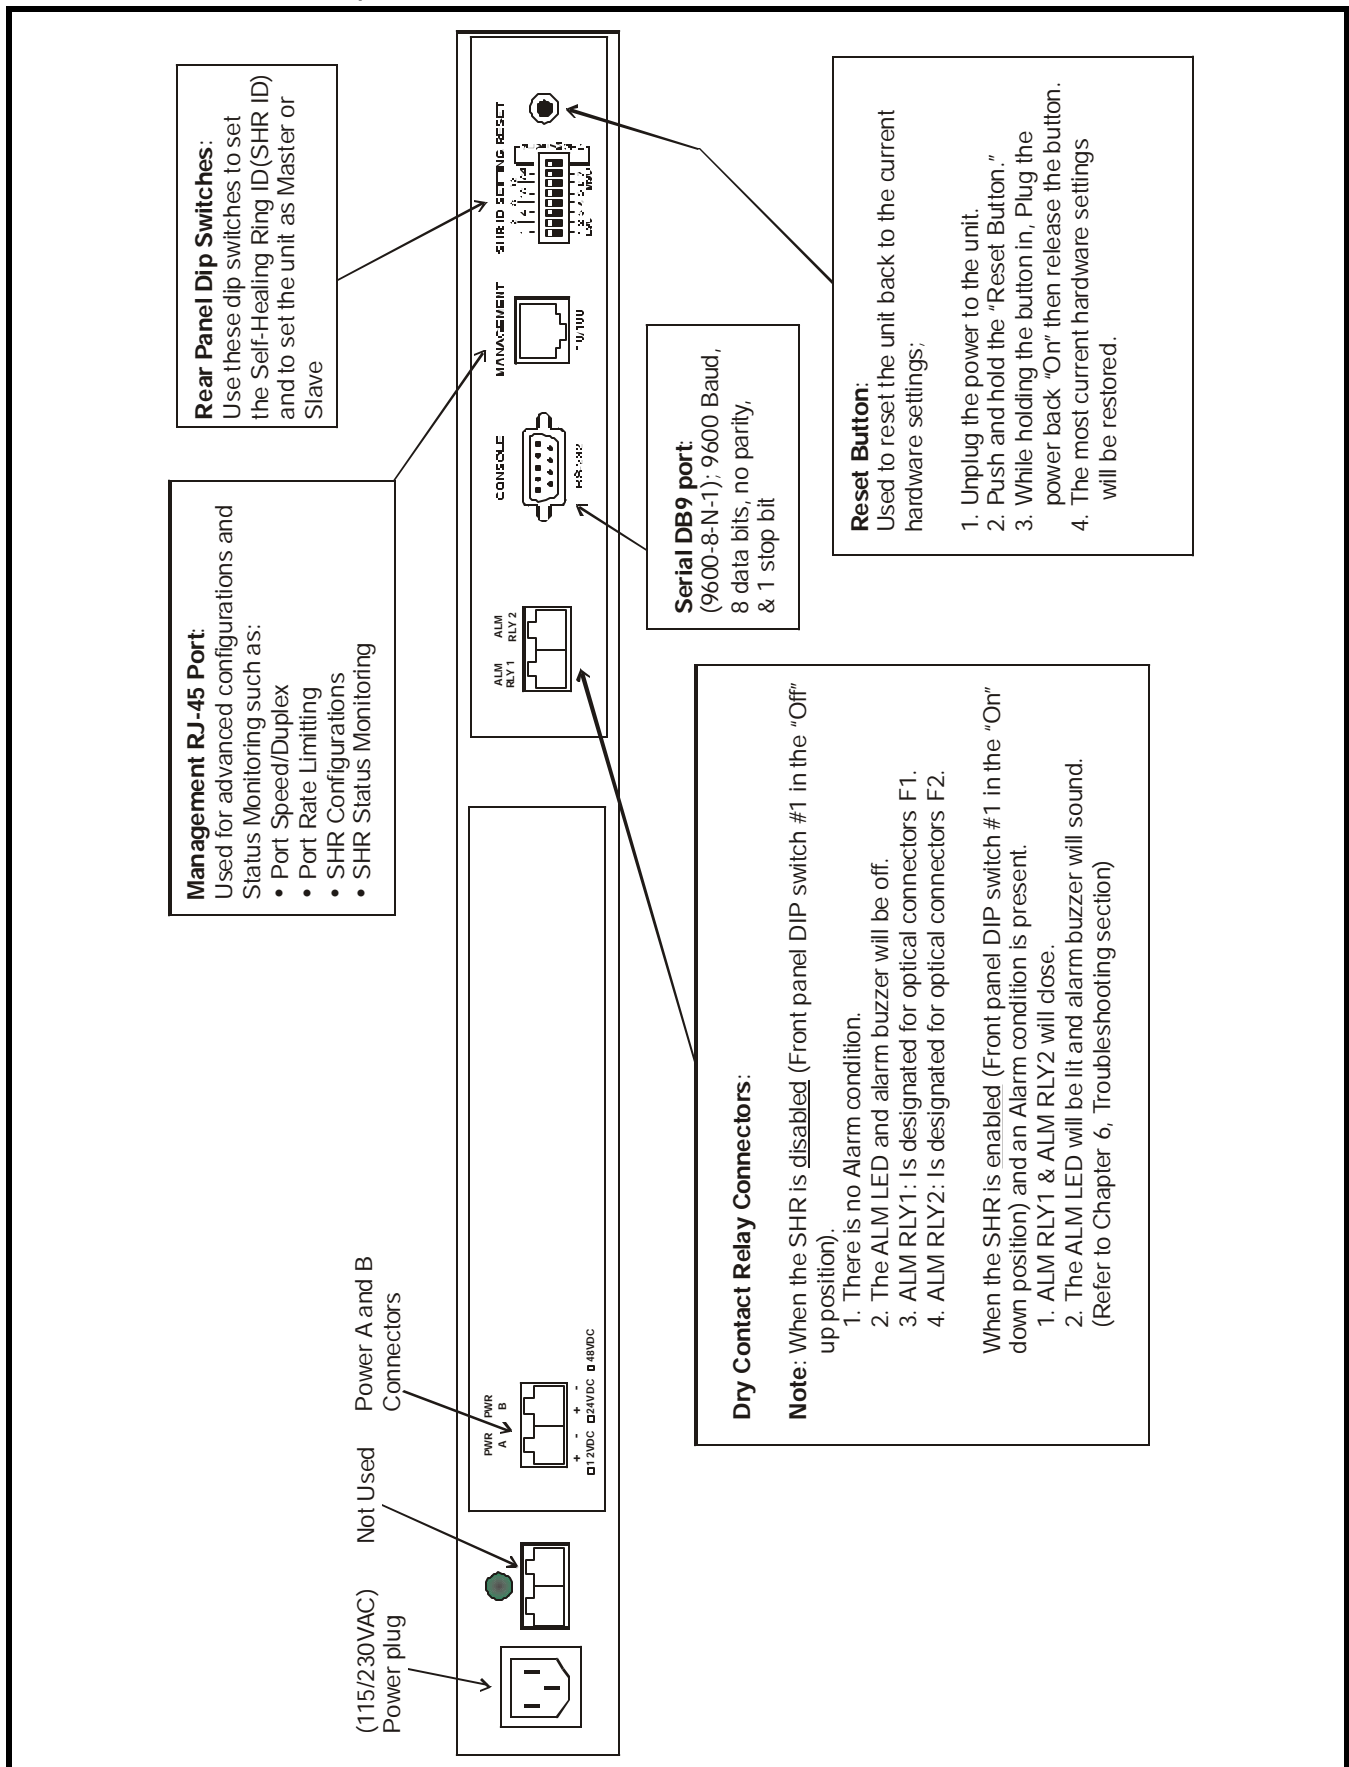 (115/230VAC)
Power plug
Not Used
Power A and B
Connectors
Management RJ-45 Port:
Used for advanced configurations and
Status Monitoring such as:
• Port Speed/Duplex
• Port Rate Limitting
• SHR Configurations
• SHR Status Monitoring
Rear Panel Dip Switches:
Use these dip switches to set
the Self-Healing Ring ID(SHR ID)
and to set the unit as Master or
Slave
PWR PWR
A B
+ - + -
12VDC 24VDC 48VDC
ALM ALM
RLY 1 RLY 2
CONSOLE
MANAGEMENT
10/100
SHR ID SETTING RESET
Dry Contact Relay Connectors:
Note: When the SHR is disabled (Front panel DIP switch #1 in the “Off”
up position).
1. There is no Alarm condition.
2. The ALM LED and alarm buzzer will be off.
3. ALM RLY1: Is designated for optical connectors F1.
4. ALM RLY2: Is designated for optical connectors F2.
When the SHR is enabled (Front panel DIP switch #1 in the “On”
down position) and an Alarm condition is present.
1. ALM RLY1 & ALM RLY2 will close.
2. The ALM LED will be lit and alarm buzzer will sound.
(Refer to Chapter 6, Troubleshooting section)
Serial DB9 port:
(9600-8-N-1); 9600 Baud,
8 data bits, no parity,
& 1 stop bit
Reset Button:
Used to reset the unit back to the current
hardware settings;
1. Unplug the power to the unit.
2. Push and hold the “Reset Button.”
3. While holding the button in, Plug the
power back “On” then release the button.
4. The most current hardware settings
will be restored.